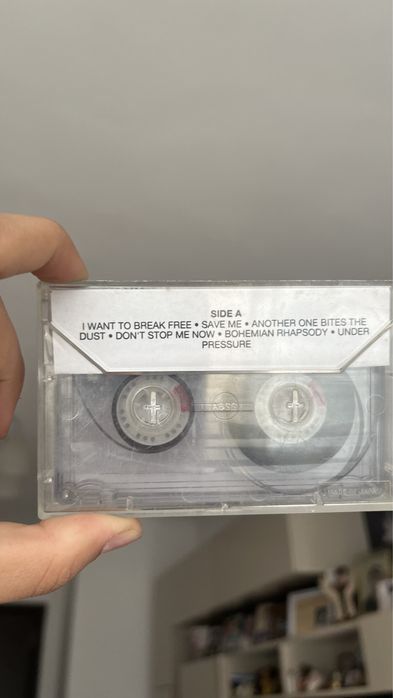 SIDE A
I WANT TO BREAK FREE • SAVE ME • ANOTHER ONE BITES THE
DUST • DON'T STOP ME NOW • BOHEMIAN RHAPSODY • UNDER
PRESSURE